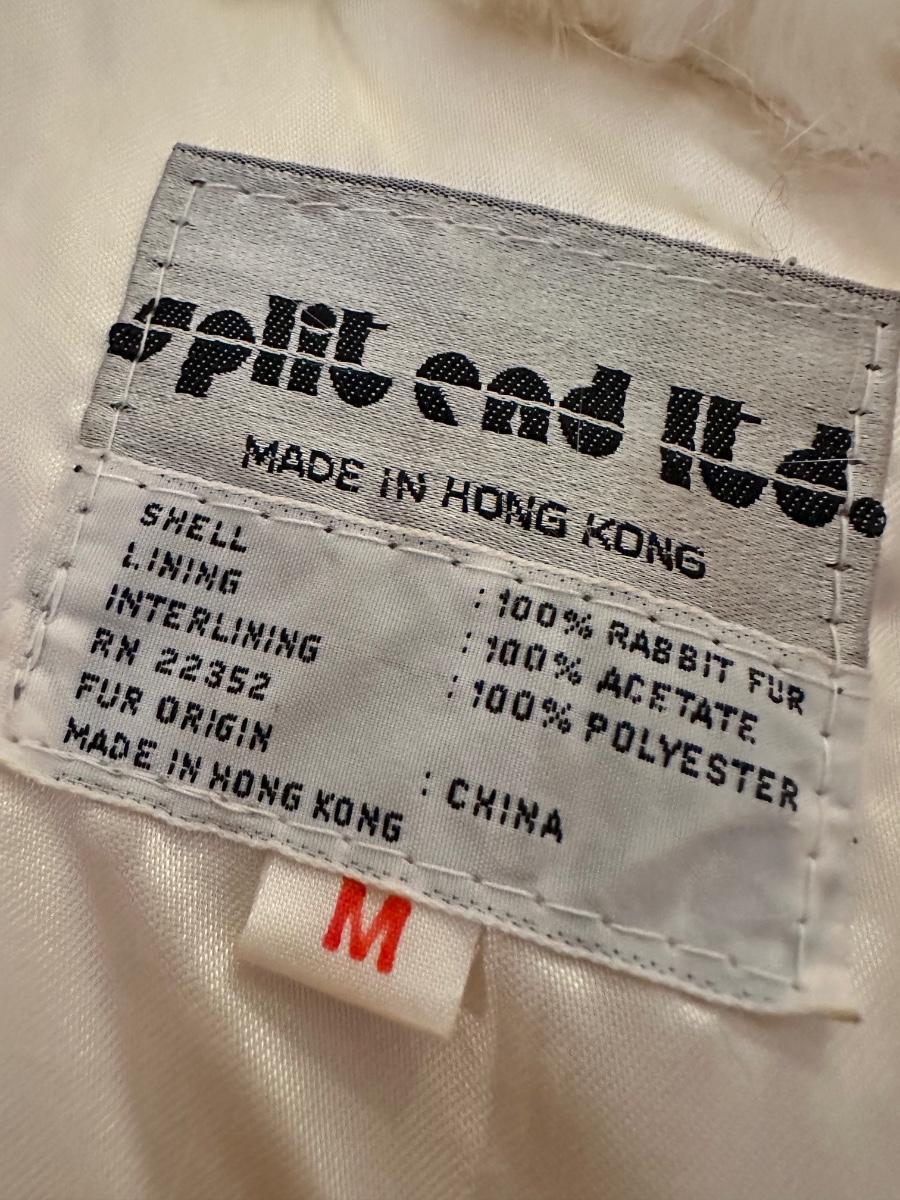 split end ltd.
MADE IN HONG KONG
SHELL : 100% RABBIT FUR
LINING : 100% ACETATE
INTERLINING : 100% POLYESTER
RN 22352
FUR ORIGIN : CHINA
MADE IN HONG KONG
M